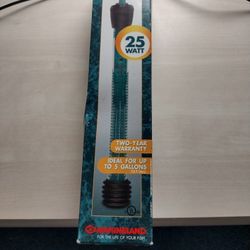 25
WATT
TWO-YEAR
WARRANTY
IDEAL FOR UP
TO 5 GALLONS
MARINELAND
FOR THE LIFE OF YOUR FISH